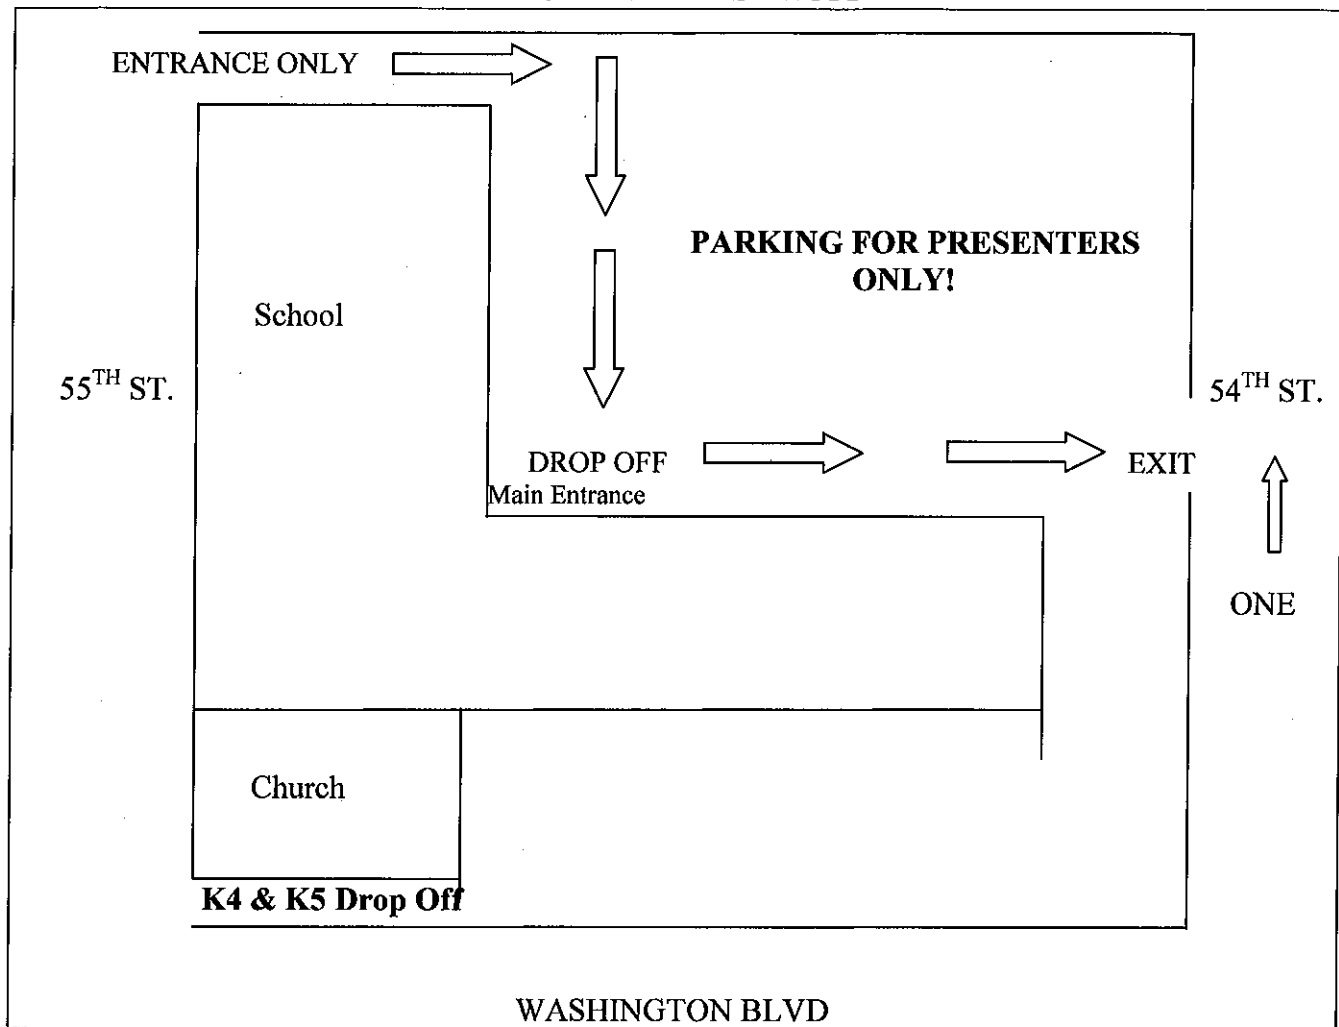 ENTRANCE ONLY
PARKING FOR PRESENTERS
ONLY!
School
55TH ST.
54TH ST.
DROP OFF
EXIT
Main Entrance
ONE
Church
K4 & K5 Drop Off
WASHINGTON BLVD